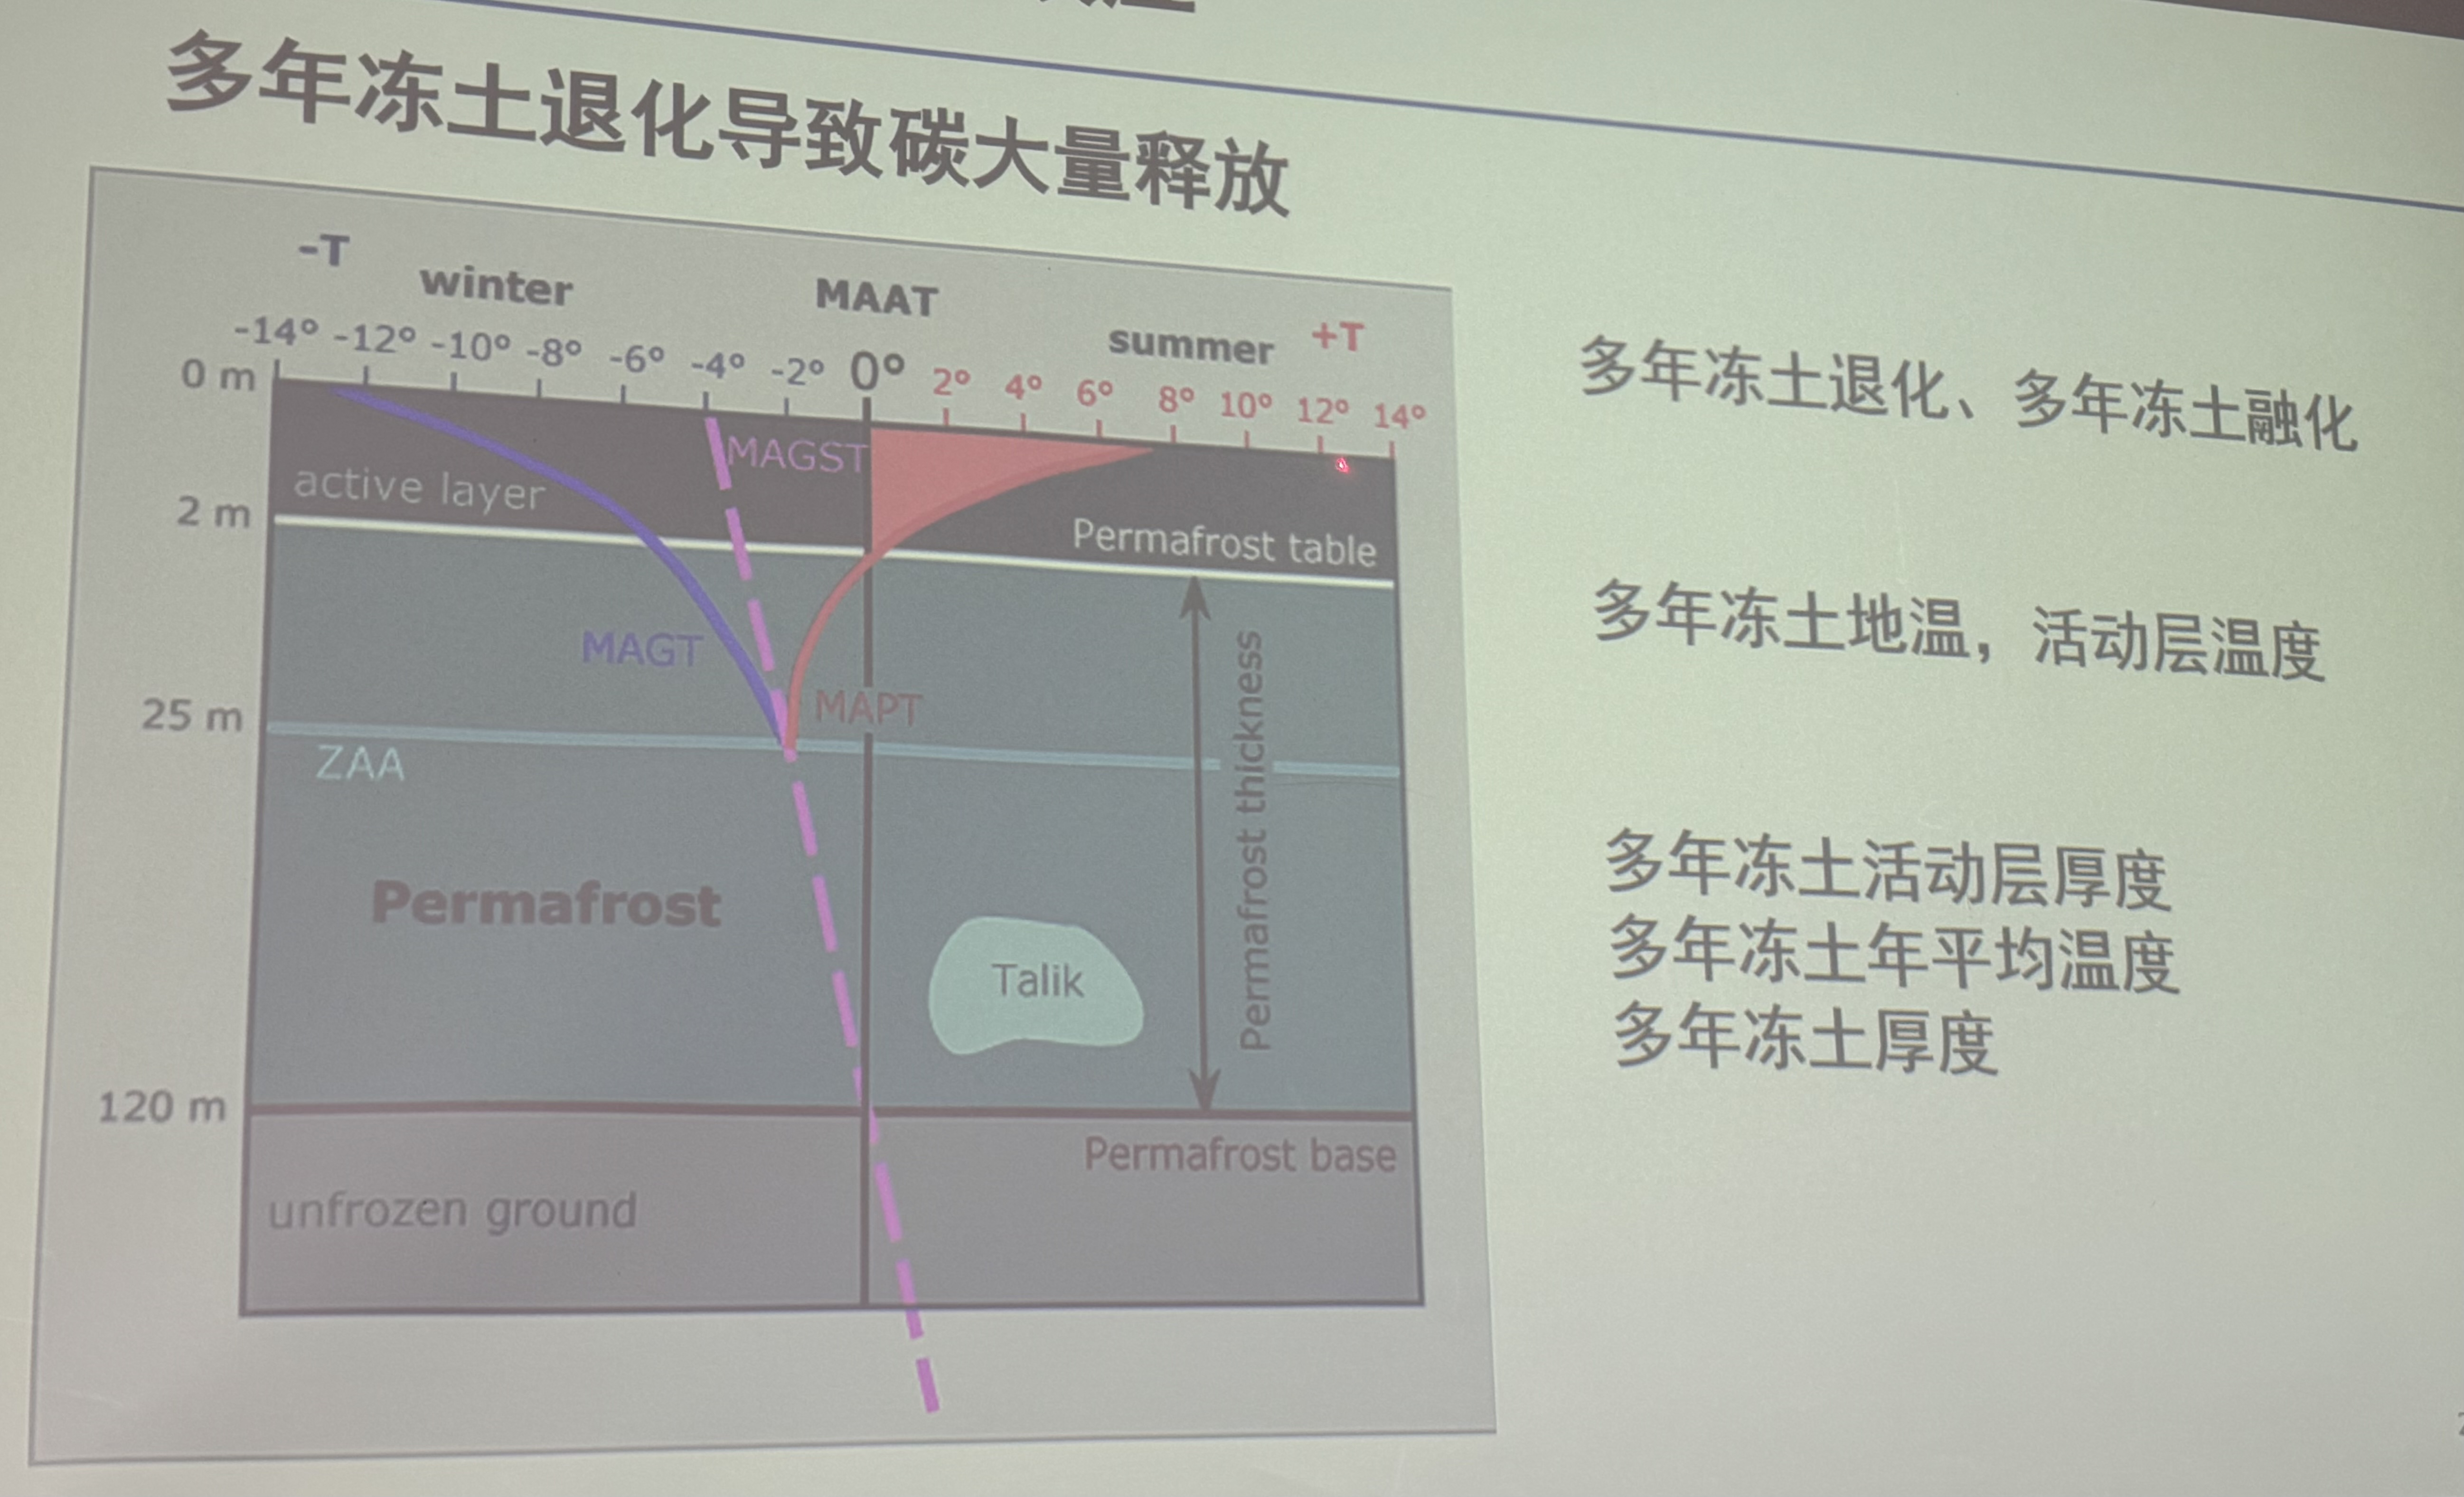 多年冻土退化导致碳大量释放
-T
winter
MAAT
summer
+T
-14° -12° -10° -8° -6° -4° -2° 0° 2° 4° 6° 8° 10° 12° 14°
0 m
MAGST
active layer
2 m
Permafrost table
MAGT
MAPT
25 m
ZAA
Permafrost thickness
Permafrost
Talik
120 m
Permafrost base
unfrozen ground
多年冻土退化、多年冻土融化
多年冻土地温，活动层温度
多年冻土活动层厚度
多年冻土年平均温度
多年冻土厚度